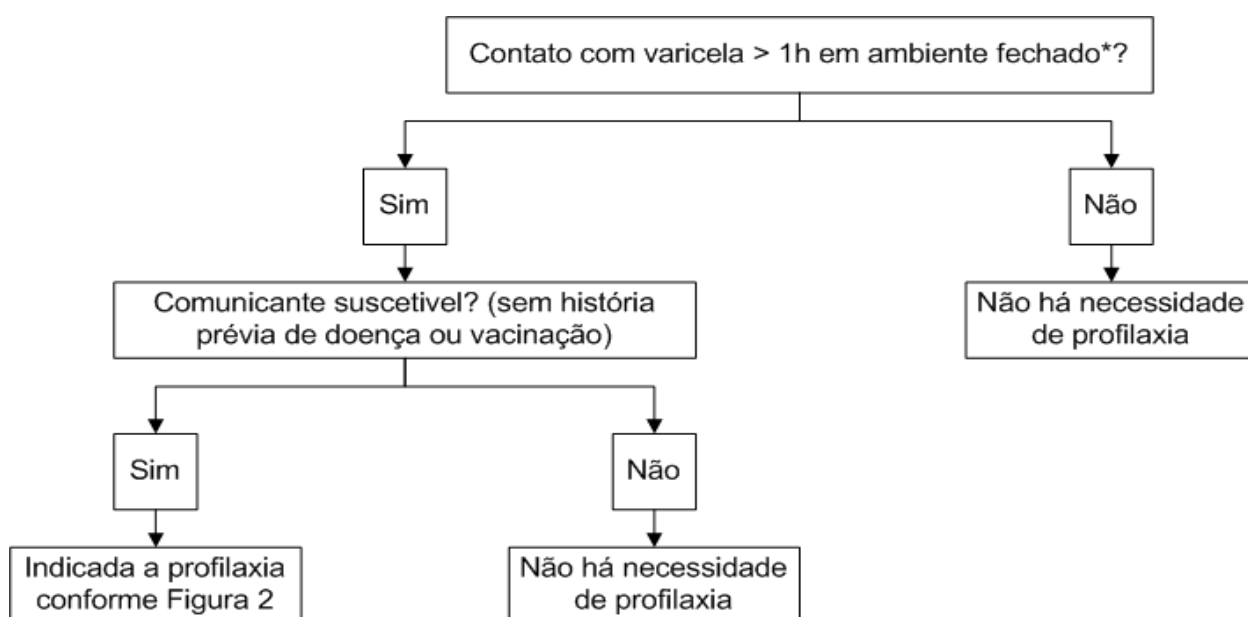 Contato com varicela > 1h em ambiente fechado*?
Sim
Não
Comunicante suscetivel? (sem história
prévia de doença ou vacinação)
Não há necessidade
de profilaxia
Sim
Não
Indicada a profilaxia
conforme Figura 2
Não há necessidade
de profilaxia